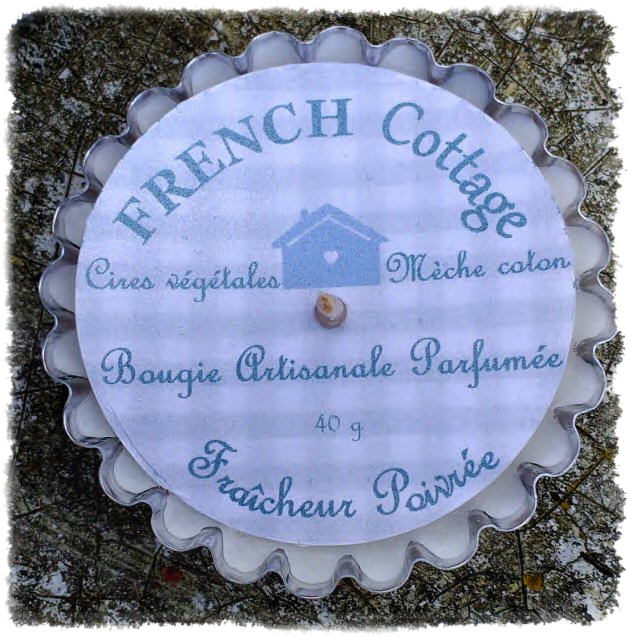 FRENCH Cottage
Cires végétales Mèche coton
Bougie Artisanale Parfumée
40 g
Fraîcheur Poivrée